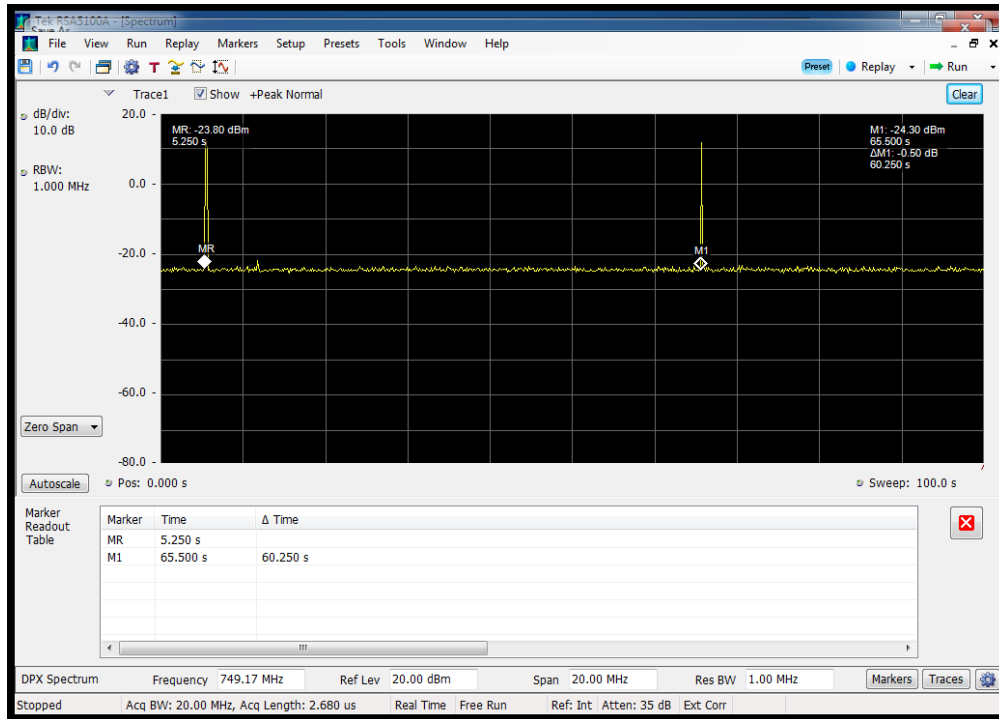 Tek RSA5100A - [Spectrum]
Save As
File View Run Replay Markers Setup Presets Tools Window Help
Preset Replay Run
Trace1 Show +Peak Normal Clear
dB/div:
10.0 dB
RBW:
1.000 MHz
20.0
0.0
-20.0
-40.0
-60.0
-80.0
MR: -23.80 dBm
5.250 s
M1: -24.30 dBm
65.500 s
ΔM1: -0.50 dB
60.250 s
MR
M1
Zero Span
Autoscale Pos: 0.000 s Sweep: 100.0 s
Marker
Readout
Table
Marker Time Δ Time
MR 5.250 s
M1 65.500 s 60.250 s
DPX Spectrum Frequency 749.17 MHz Ref Lev 20.00 dBm Span 20.00 MHz Res BW 1.00 MHz Markers Traces
Stopped Acq BW: 20.00 MHz, Acq Length: 2.680 us Real Time Free Run Ref: Int Atten: 35 dB Ext Corr